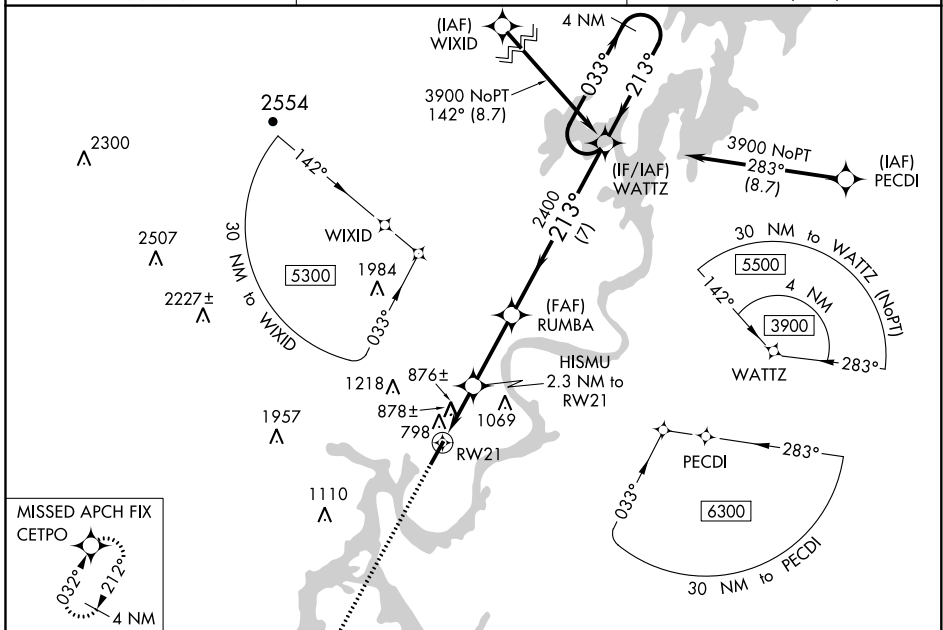 (IAF)
WIXID
4 NM
033°
213°
3900 NoPT
142° (8.7)
2554
2300
142°
3900 NoPT
283°
(8.7)
(IAF)
PECDI
(IF/IAF)
WATTZ
2400
213°
(7)
WIXID
30 NM to WIXID
5300
1984
033°
2507
2227±
30 NM to WATTZ (NoPT)
5500
4 NM
142°
3900
283°
WATTZ
(FAF)
RUMBA
HISMU
2.3 NM to
RW21
1218
876±
878±
798
1069
RW21
1957
PECDI
283°
033°
6300
30 NM to PECDI
1110
MISSED APCH FIX
CETPO
032°
212°
4 NM